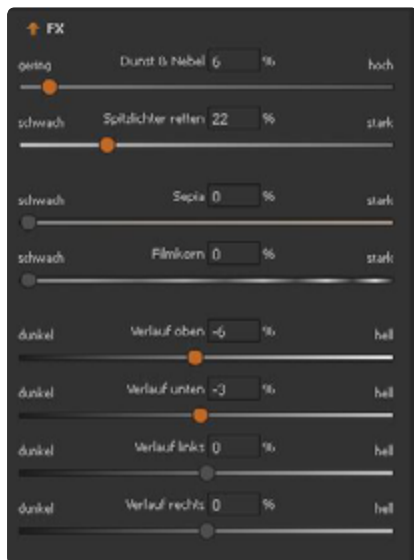 FX
Dunst & Nebel 6 %
gering hoch
Spitzlichter retten 22 %
schwach stark
Sepia 0 %
schwach stark
Filmkorn 0 %
schwach stark
Verlauf oben -6 %
dunkel hell
Verlauf unten -3 %
dunkel hell
Verlauf links 0 %
dunkel hell
Verlauf rechts 0 %
dunkel hell